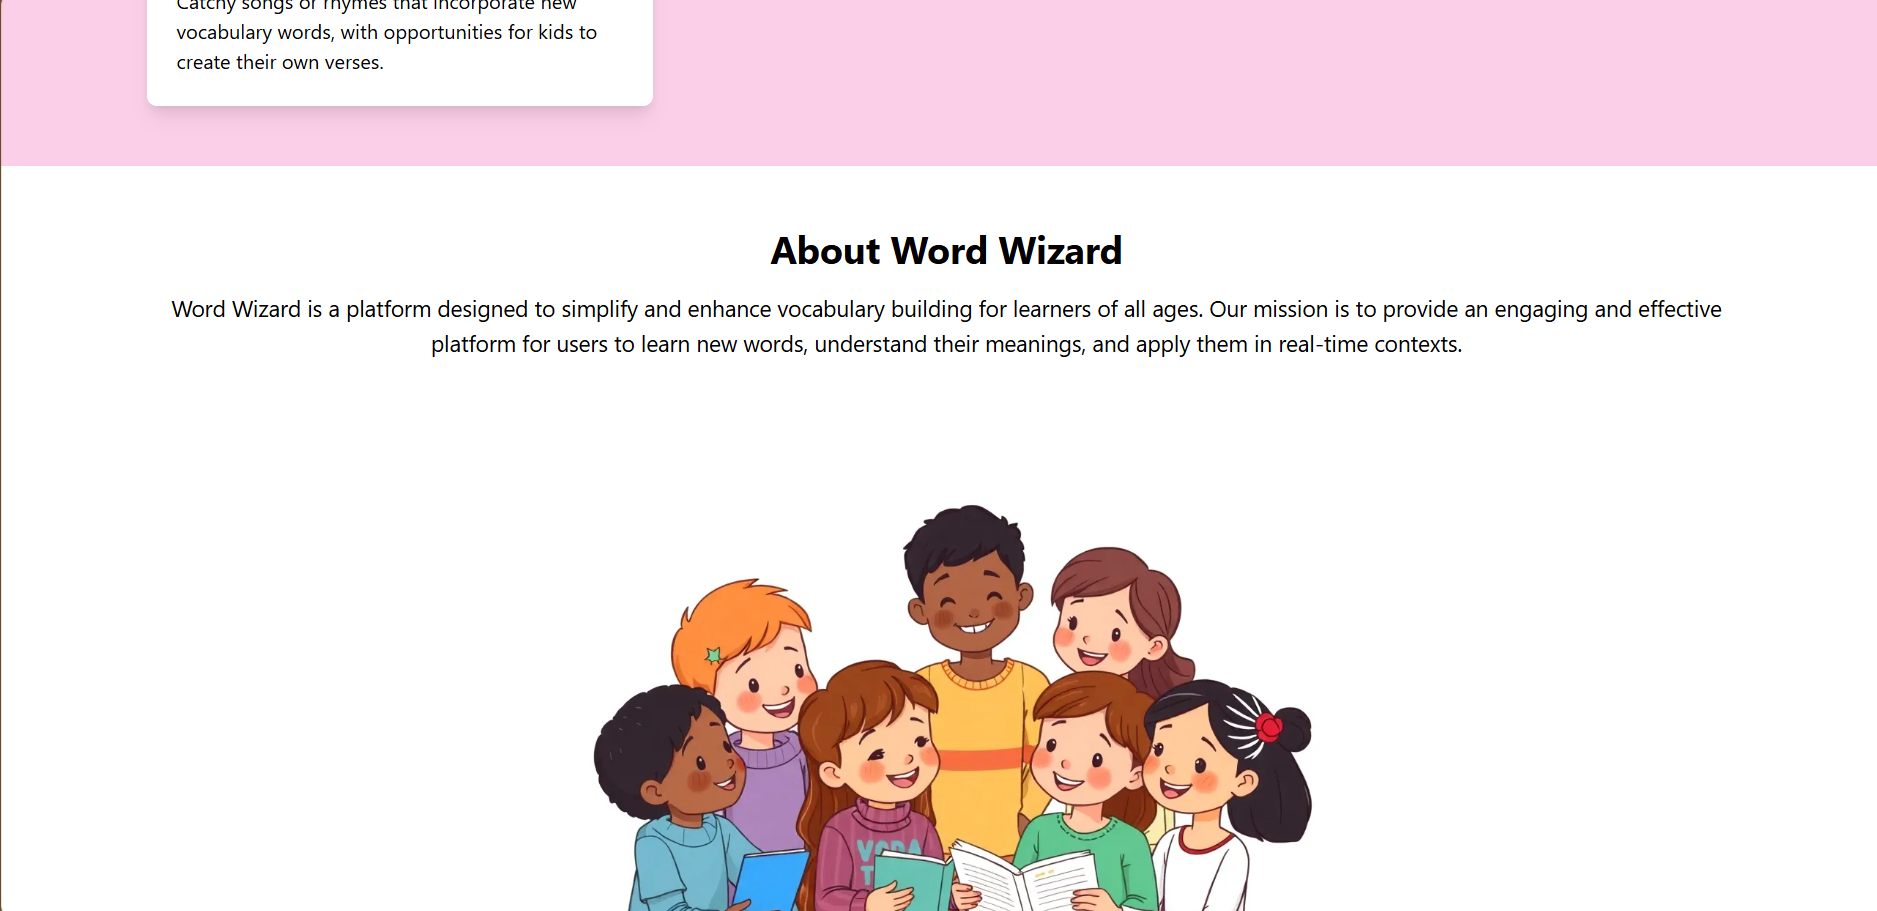 Catchy songs or rhymes that incorporate new
vocabulary words, with opportunities for kids to
create their own verses.
About Word Wizard
Word Wizard is a platform designed to simplify and enhance vocabulary building for learners of all ages. Our mission is to provide an engaging and effective
platform for users to learn new words, understand their meanings, and apply them in real-time contexts.